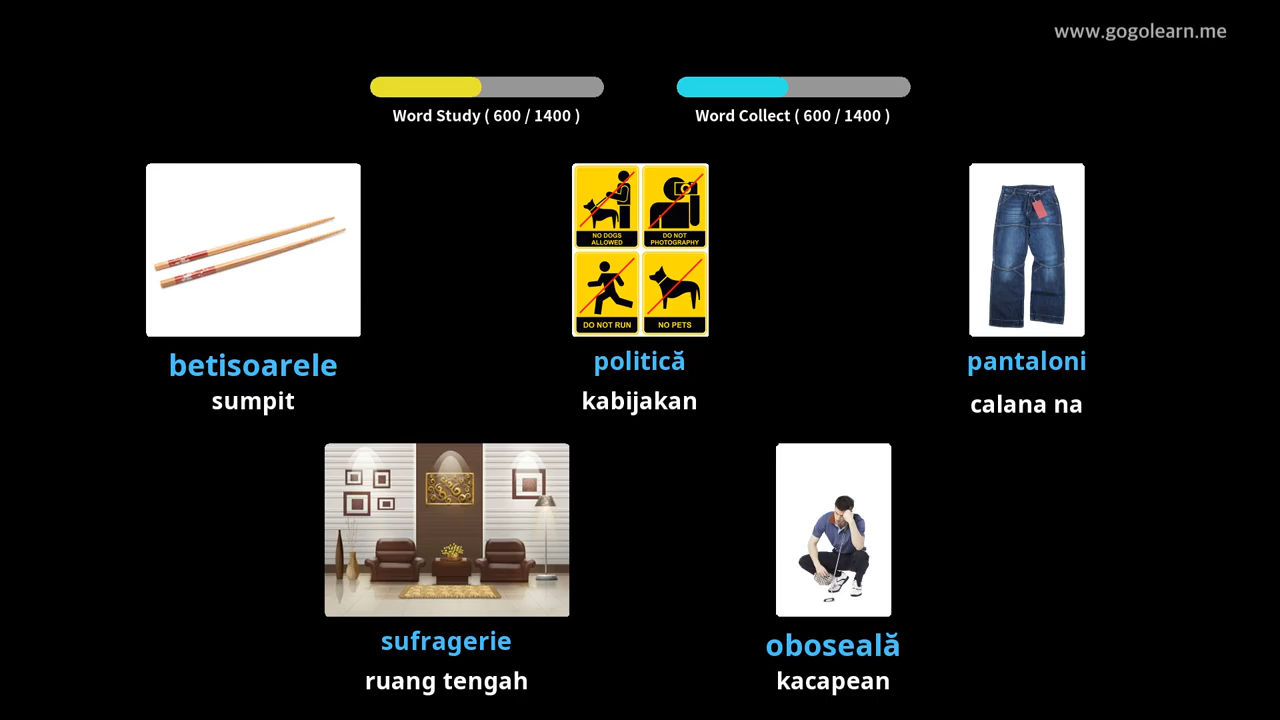 www.gogolearn.me
Word Study ( 600 / 1400 )
Word Collect ( 600 / 1400 )
NO DOGS
ALLOWED
DO NOT
PHOTOGRAPHY
DO NOT RUN
NO PETS
betisoarele
sumpit
politică
kabijakan
pantaloni
calana na
sufragerie
ruang tengah
oboseală
kacapean